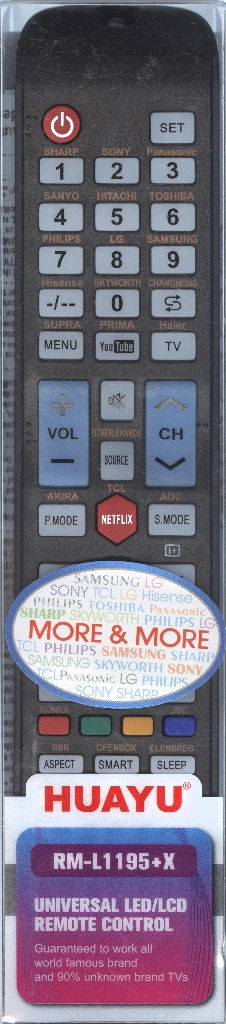 SET
SHARP SONY Panasonic
1 2 3
SANYO HITACHI TOSHIBA
4 5 6
PHILIPS LG SAMSUNG
7 8 9
Hisense SKYWORTH CHANGHONG
-/-- 0
SUPRA PRIMA Haier
MENU YouTube TV
+
VOL CH
−
OTHER BRANDS
SOURCE
TCL
AKIRA AOC
P.MODE NETFLIX S.MODE
i+
SAMSUNG LG
SONY TCL LG Hisense
PHILIPS TOSHIBA Panasonic
SHARP SKYWORTH PHILIPS LG
MORE & MORE
TCL PHILIPS SAMSUNG SHARP
SAMSUNG SKYWORTH SONY
TCL Panasonic LG PHILIPS
SONY SHARP
KONKA JVC
BBK OPENBOX ELENBREG
ASPECT SMART SLEEP
HUAYU®
RM-L1195+X
UNIVERSAL LED/LCD
REMOTE CONTROL
Guaranteed to work all
world famous brand
and 90% unknown brand TVs